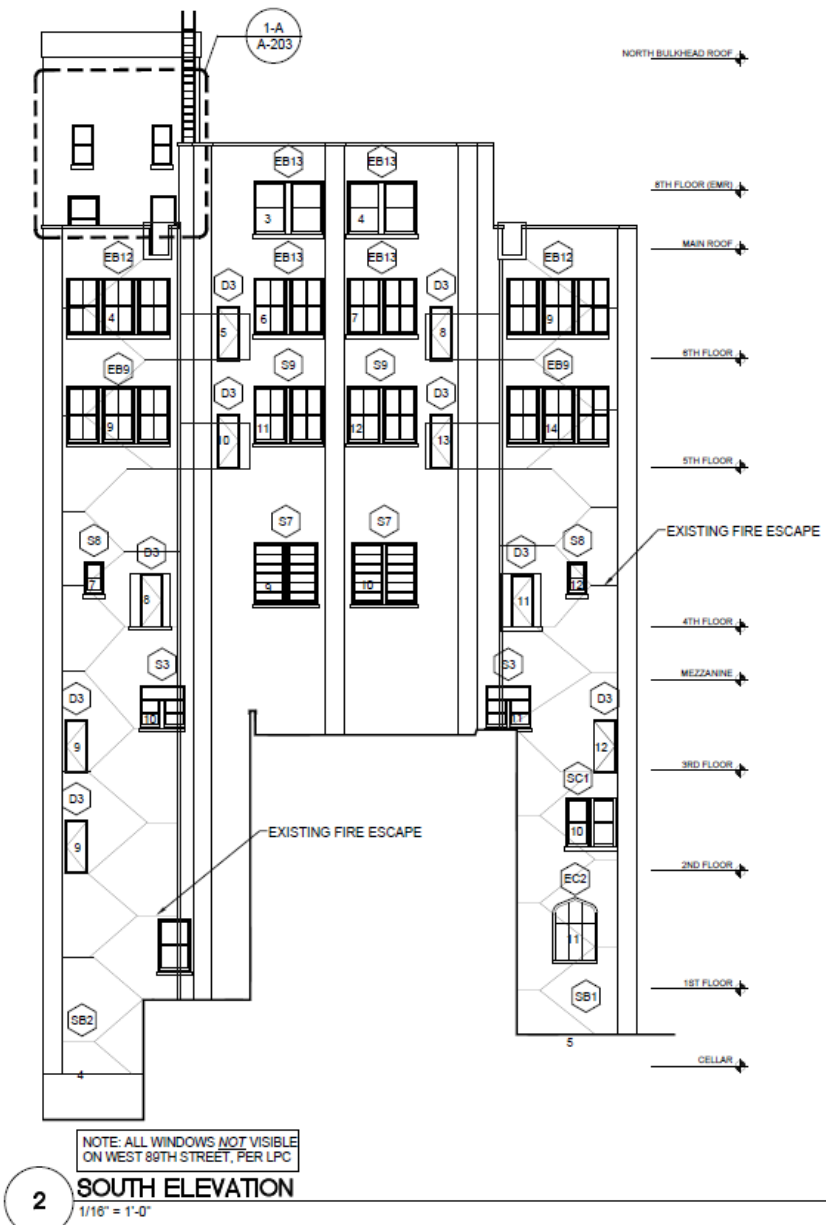 1-A
A-203
NORTH BULKHEAD ROOF
EB13 EB13
8TH FLOOR (EMR)
3 4
MAIN ROOF
EB12 EB13 EB13 EB12
D3 D3
4 5 6 7 8 9
6TH FLOOR
EB9 S9 S9 EB9
D3 D3
9 10 11 12 13 14
5TH FLOOR
S7 S7
EXISTING FIRE ESCAPE
S8 D3 D3 S8
7 8 9 10 11 12
4TH FLOOR
S3 S3
MEZZANINE
D3 D3
10 11
9 12
3RD FLOOR
SC1
D3
10
EXISTING FIRE ESCAPE
9
2ND FLOOR
EC2
11
1ST FLOOR
SB1
SB2
5
CELLAR
4
NOTE: ALL WINDOWS NOT VISIBLE
ON WEST 89TH STREET, PER LPC
2 SOUTH ELEVATION
1/16" = 1'-0"